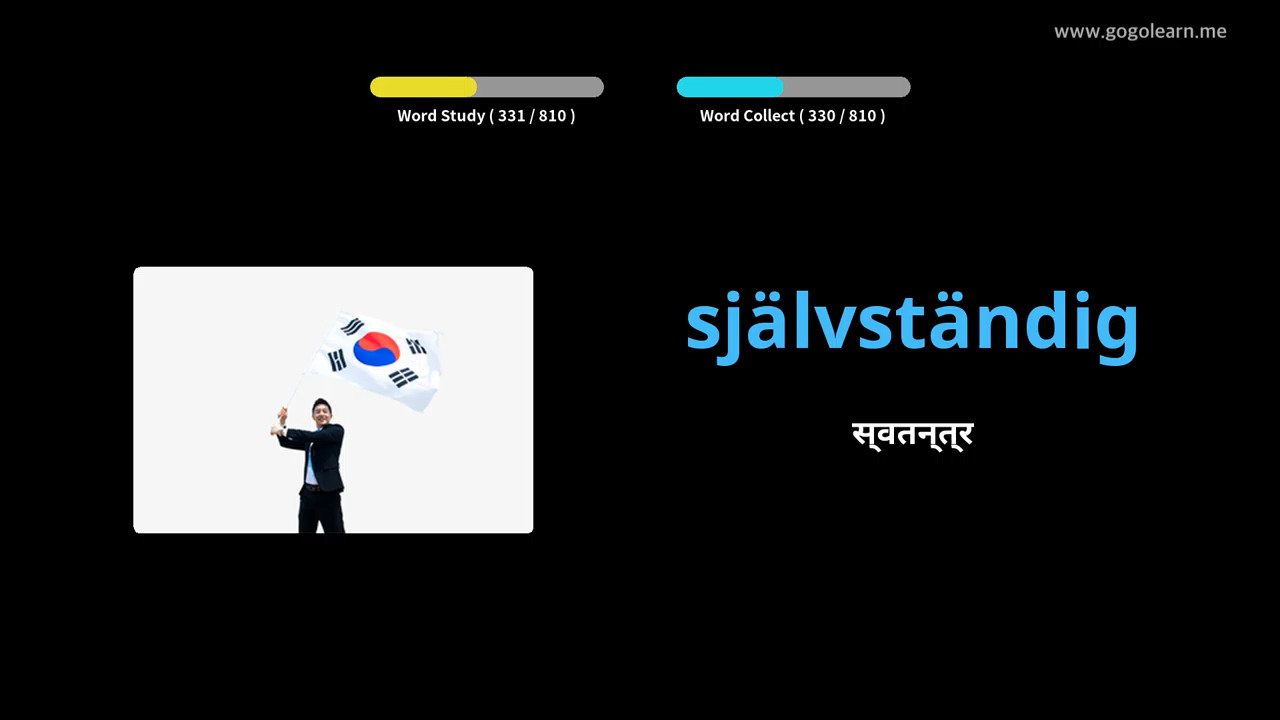 www.gogolearn.me
Word Study ( 331 / 810 )
Word Collect ( 330 / 810 )
självständig
स्वतन्त्र